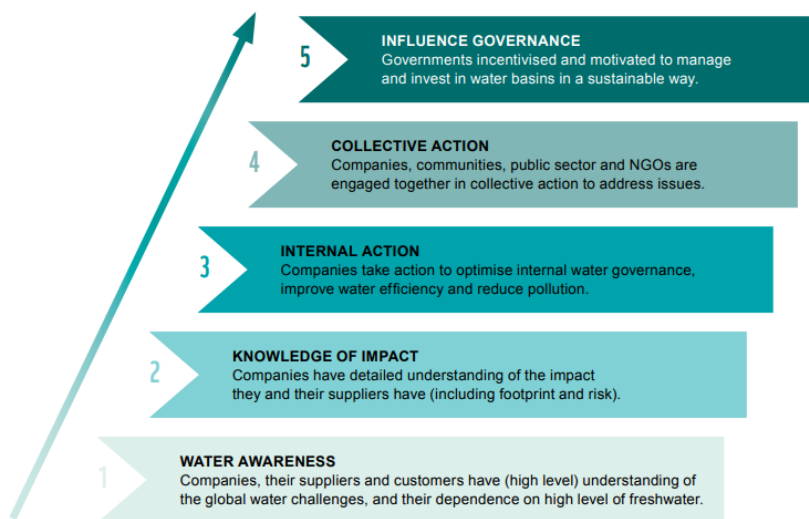 5
INFLUENCE GOVERNANCE
Governments incentivised and motivated to manage
and invest in water basins in a sustainable way.
4
COLLECTIVE ACTION
Companies, communities, public sector and NGOs are
engaged together in collective action to address issues.
3
INTERNAL ACTION
Companies take action to optimise internal water governance,
improve water efficiency and reduce pollution.
2
KNOWLEDGE OF IMPACT
Companies have detailed understanding of the impact
they and their suppliers have (including footprint and risk).
1
WATER AWARENESS
Companies, their suppliers and customers have (high level) understanding of
the global water challenges, and their dependence on high level of freshwater.